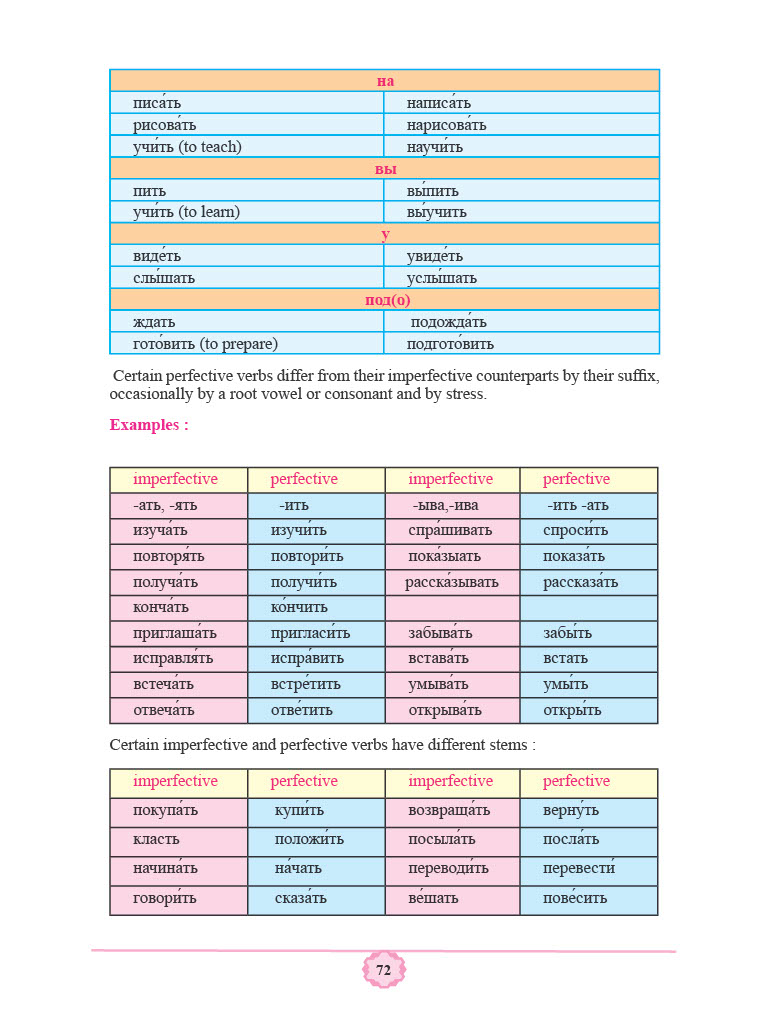 на
писа́ть написа́ть
рисова́ть нарисова́ть
учи́ть (to teach) научи́ть
вы
пить вы́пить
учи́ть (to learn) вы́учить
у
виде́ть увиде́ть
слы́шать услы́шать
под(о)
ждать подожда́ть
гото́вить (to prepare) подгото́вить
Certain perfective verbs differ from their imperfective counterparts by their suffix,
occasionally by a root vowel or consonant and by stress.
Examples :
imperfective perfective imperfective perfective
-ать, -ять -ить -ыва,-ива -ить -ать
изуча́ть изучи́ть спра́шивать спроси́ть
повторя́ть повтори́ть пока́зыать показа́ть
получа́ть получи́ть расска́зывать рассказа́ть
конча́ть ко́нчить
приглаша́ть пригласи́ть забыва́ть забы́ть
исправля́ть испра́вить встава́ть встать
встеча́ть встре́тить умыва́ть умы́ть
отвеча́ть отве́тить открыва́ть откры́ть
Certain imperfective and perfective verbs have different stems :
imperfective perfective imperfective perfective
покупа́ть купи́ть возвраща́ть верну́ть
класть положи́ть посыла́ть посла́ть
начина́ть на́чать переводи́ть перевести́
говори́ть сказа́ть ве́шать пове́сить
72